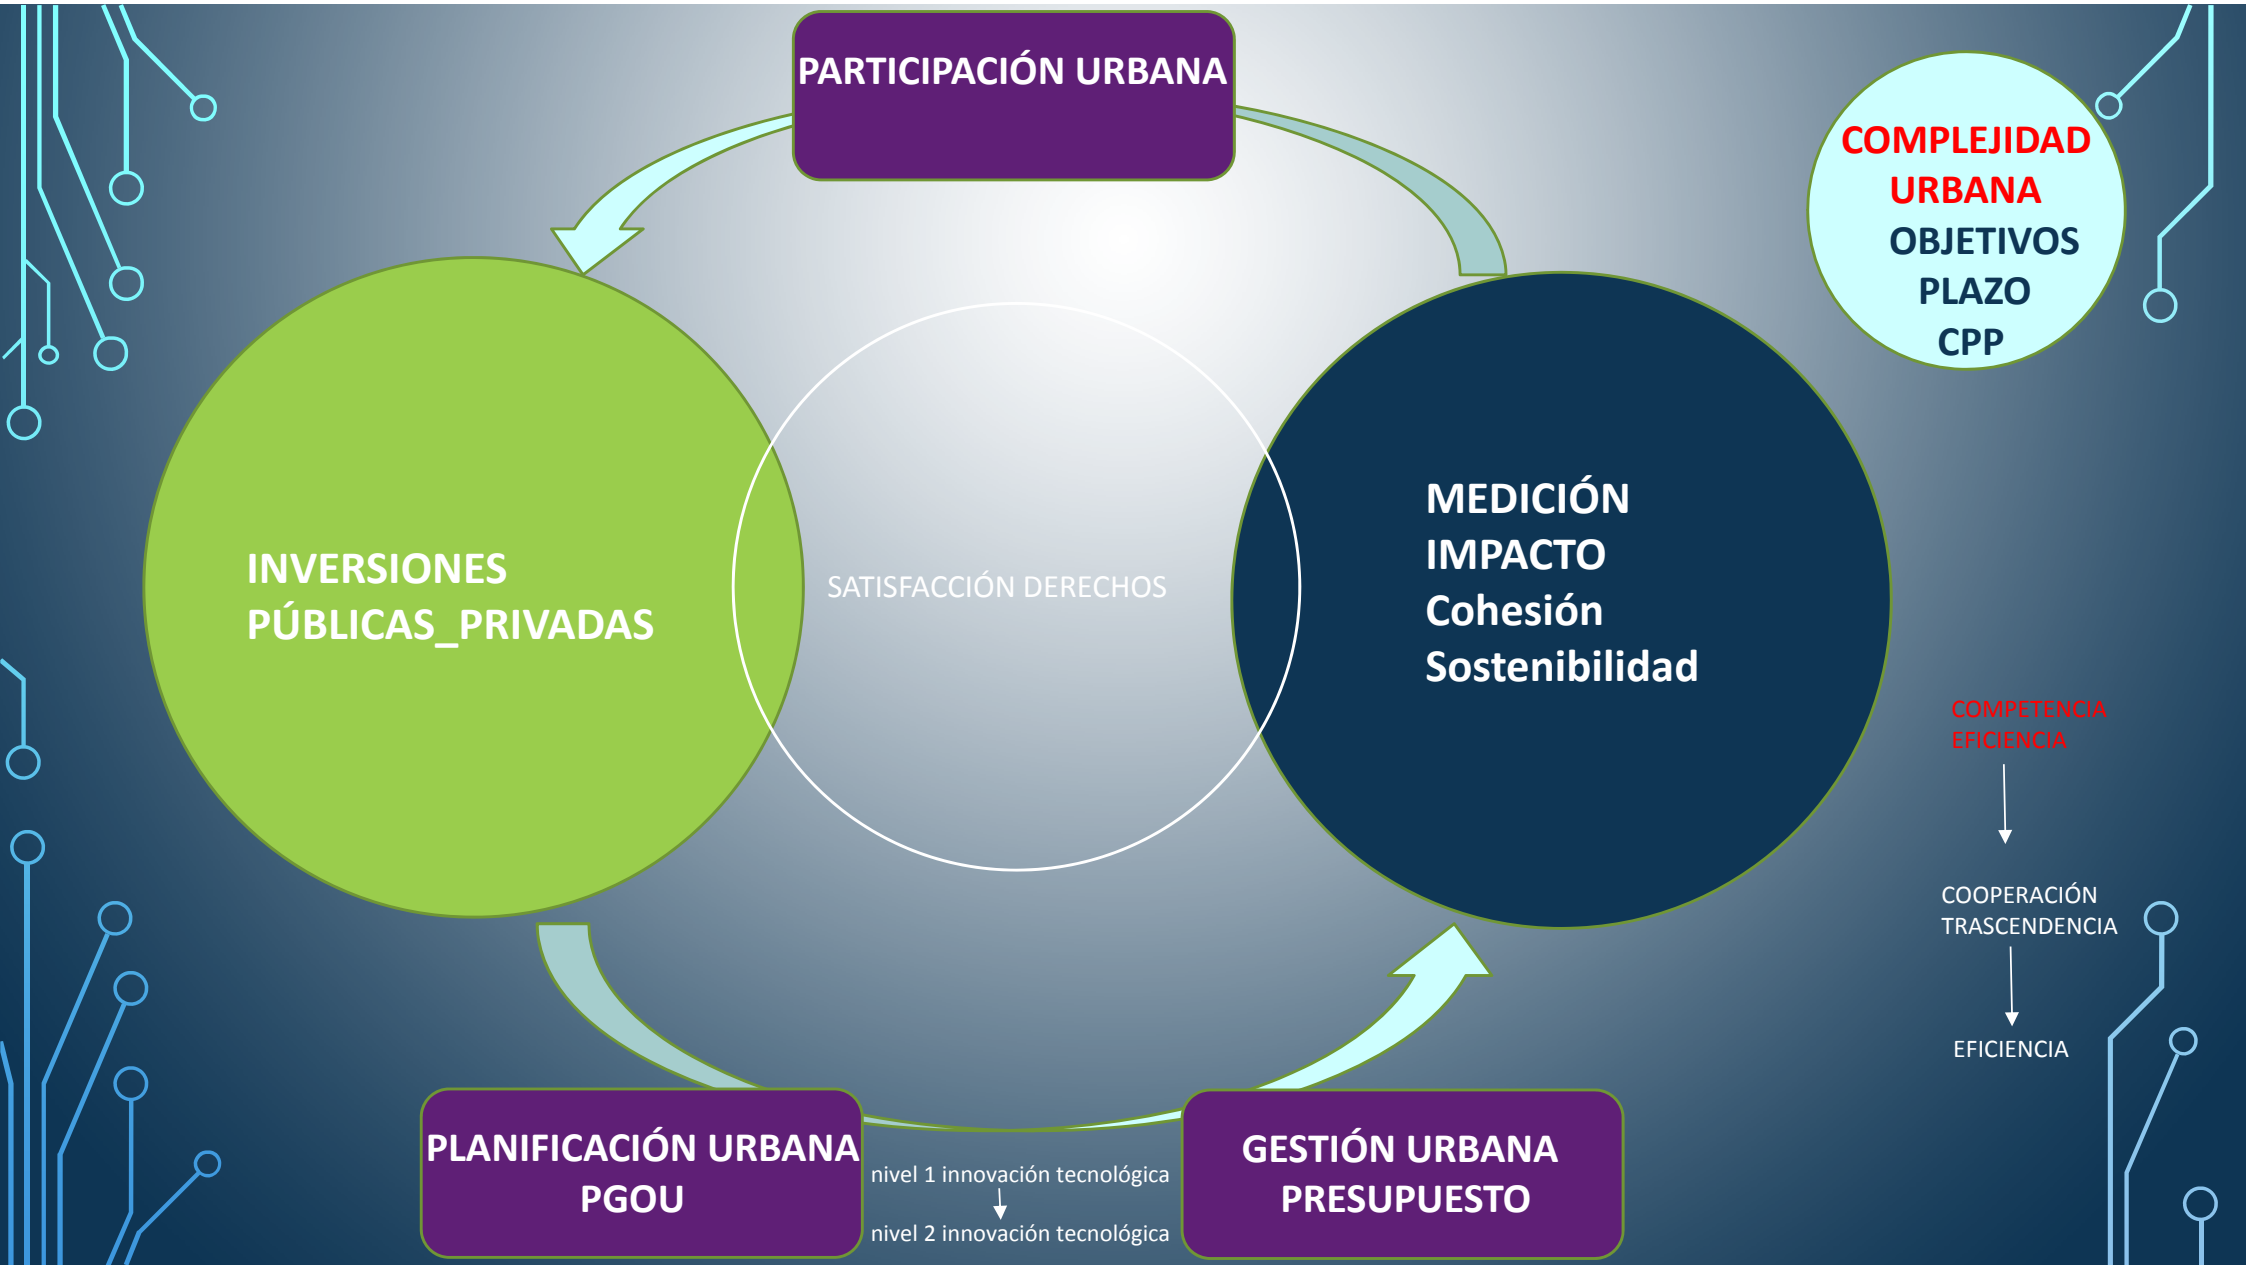 PARTICIPACIÓN URBANA
COMPLEJIDAD
URBANA
OBJETIVOS
PLAZO
CPP
INVERSIONES
PÚBLICAS_PRIVADAS
SATISFACCIÓN DERECHOS
MEDICIÓN
IMPACTO
Cohesión
Sostenibilidad
COMPETENCIA
EFICIENCIA
COOPERACIÓN
TRASCENDENCIA
EFICIENCIA
PLANIFICACIÓN URBANA
PGOU
nivel 1 innovación tecnológica
nivel 2 innovación tecnológica
GESTIÓN URBANA
PRESUPUESTO